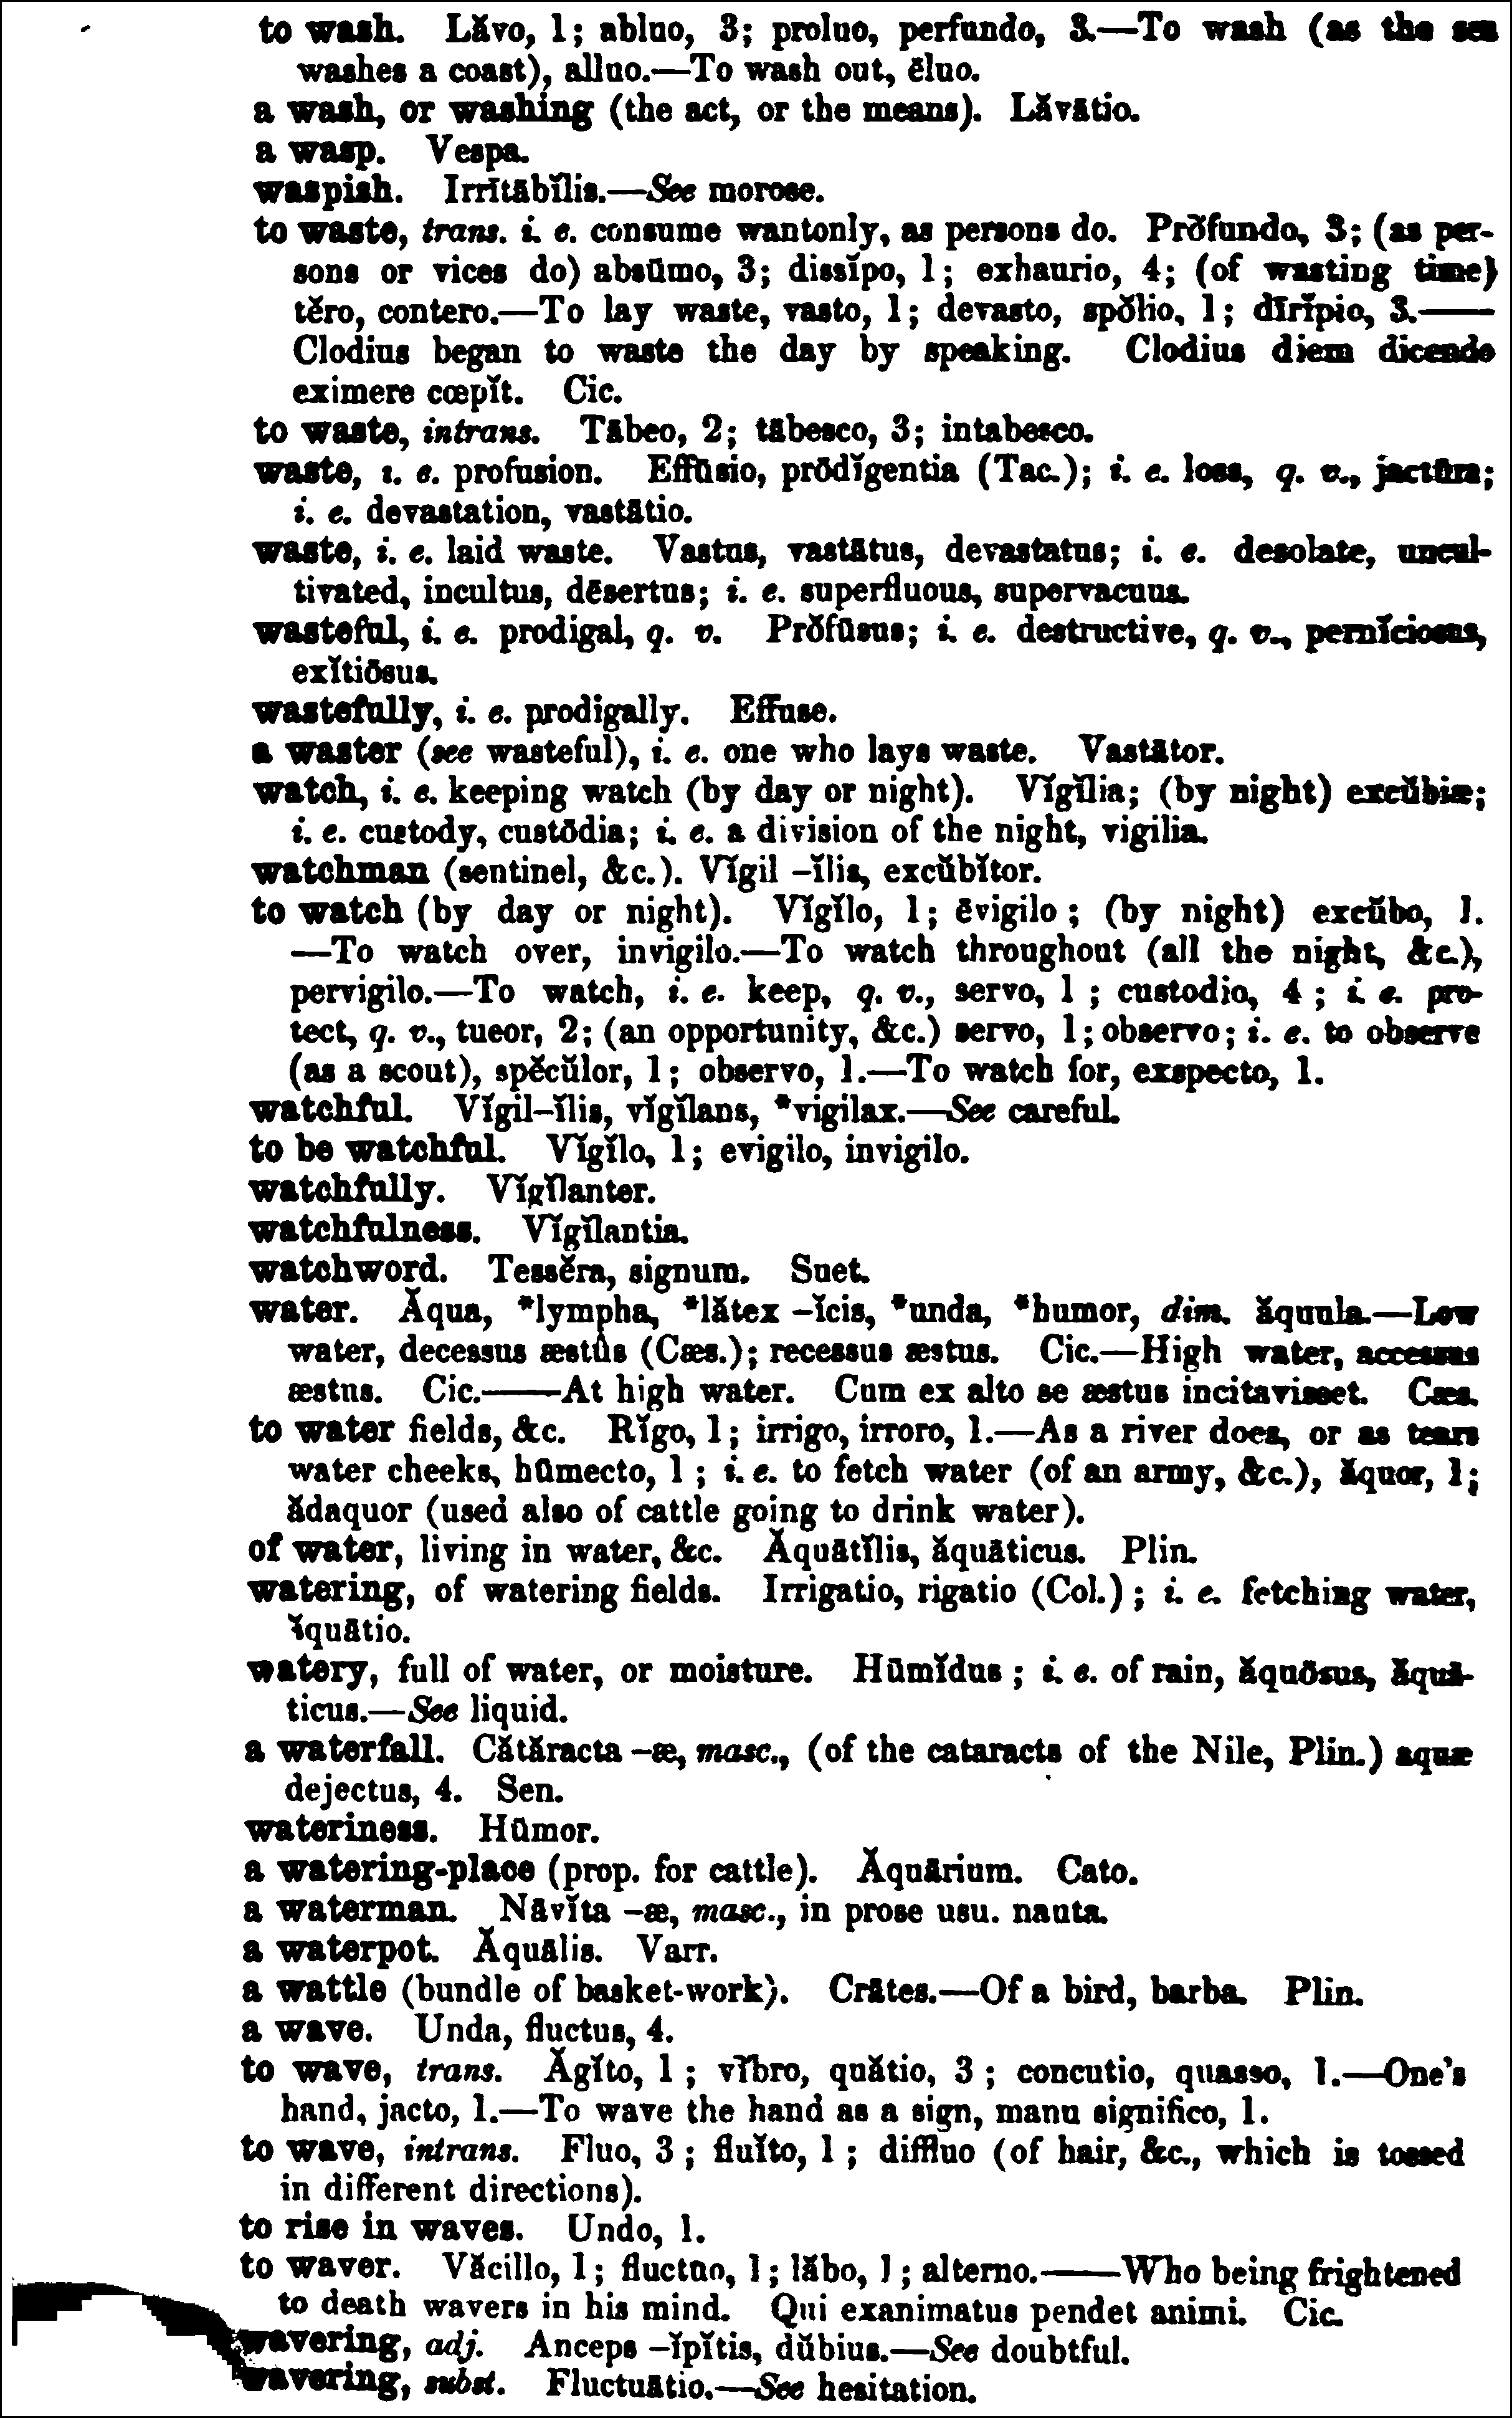 to wash. Lăvo, 1; abluo, 3; proluo, perfundo, 3.—To wash (as the sea
washes a coast), alluo.—To wash out, ēluo.
a wash, or washing (the act, or the means). Lăvātio.
a wasp. Vespa.
waspish. Irrītābĭlis.—See morose.
to waste, trans. i. e. consume wantonly, as persons do. Prŏfundo, 3; (as per-
sons or vices do) absūmo, 3; dissĭpo, 1; exhaurio, 4; (of wasting time)
tĕro, contero.—To lay waste, vasto, 1; devasto, spŏlio, 1; dīrĭpio, 3.——
Clodius began to waste the day by speaking. Clodius diem dicendo
eximere cœpĭt. Cic.
to waste, intrans. Tābeo, 2; tābesco, 3; intabesco.
waste, i. e. profusion. Effūsio, prōdĭgentia (Tac.); i. e. loss, q. v., jactūra;
i. e. devastation, vastātio.
waste, i. e. laid waste. Vastus, vastātus, devastatus; i. e. desolate, uncul-
tivated, incultus, dēsertus; i. e. superfluous, supervacuus.
wasteful, i. e. prodigal, q. v. Prŏfūsus; i. e. destructive, q. v., pernĭciosus,
exĭtiōsus.
wastefully, i. e. prodigally. Effuse.
a waster (see wasteful), i. e. one who lays waste. Vastātor.
watch, i. e. keeping watch (by day or night). Vĭgĭlia; (by night) excŭbiæ;
i. e. custody, custōdia; i. e. a division of the night, vigilia.
watchman (sentinel, &c.). Vĭgil -ĭlis, excŭbĭtor.
to watch (by day or night). Vĭgĭlo, 1; ēvigilo; (by night) excŭbo, 1.
—To watch over, invigilo.—To watch throughout (all the night, &c.),
pervigilo.—To watch, i. e. keep, q. v., servo, 1; custodio, 4; i. e. pro-
tect, q. v., tueor, 2; (an opportunity, &c.) servo, 1; observo; i. e. to observe
(as a scout), spĕcŭlor, 1; observo, 1.—To watch for, exspecto, 1.
watchful. Vĭgil-ĭlis, vĭgĭlans, *vigilax.—See careful.
to be watchful. Vĭgĭlo, 1; evigilo, invigilo.
watchfully. Vĭgĭlanter.
watchfulness. Vĭgĭlantia.
watchword. Tessĕra, signum. Suet.
water. Ăqua, *lympha, *lătex -ĭcis, *unda, *humor, dim. ăquula.—Low
water, decessus æstûs (Cæs.); recessus æstus. Cic.—High water, accessus
æstus. Cic.——At high water. Cum ex alto se æstus incitavisset. Cæs.
to water fields, &c. Rĭgo, 1; irrigo, irroro, 1.—As a river does, or as tears
water cheeks, hūmecto, 1; i. e. to fetch water (of an army, &c.), ăquor, 1;
ădaquor (used also of cattle going to drink water).
of water, living in water, &c. Ăquātĭlis, ăquāticus. Plin.
watering, of watering fields. Irrigatio, rigatio (Col.); i. e. fetching water,
ăquātio.
watery, full of water, or moisture. Hūmĭdus; i. e. of rain, ăquōsus, ăquā-
ticus.—See liquid.
a waterfall. Cătăracta -æ, masc., (of the cataracts of the Nile, Plin.) aquæ
dejectus, 4. Sen.
wateriness. Hūmor.
a watering-place (prop. for cattle). Ăquārium. Cato.
a waterman. Nāvĭta -æ, masc., in prose usu. nauta.
a waterpot. Ăquālis. Varr.
a wattle (bundle of basket-work). Crātes.—Of a bird, barba. Plin.
a wave. Unda, fluctus, 4.
to wave, trans. Ăgĭto, 1; vĭbro, quătio, 3; concutio, quasso, 1.—One's
hand, jacto, 1.—To wave the hand as a sign, manu significo, 1.
to wave, intrans. Fluo, 3; fluĭto, 1; diffluo (of hair, &c., which is tossed
in different directions).
to rise in waves. Undo, 1.
to waver. Văcillo, 1; fluctuo, 1; lăbo, 1; alterno.——Who being frightened
to death wavers in his mind. Qui exanimatus pendet animi. Cic.
wavering, adj. Anceps -ĭpĭtis, dŭbius.—See doubtful.
wavering, subst. Fluctuātio.—See hesitation.